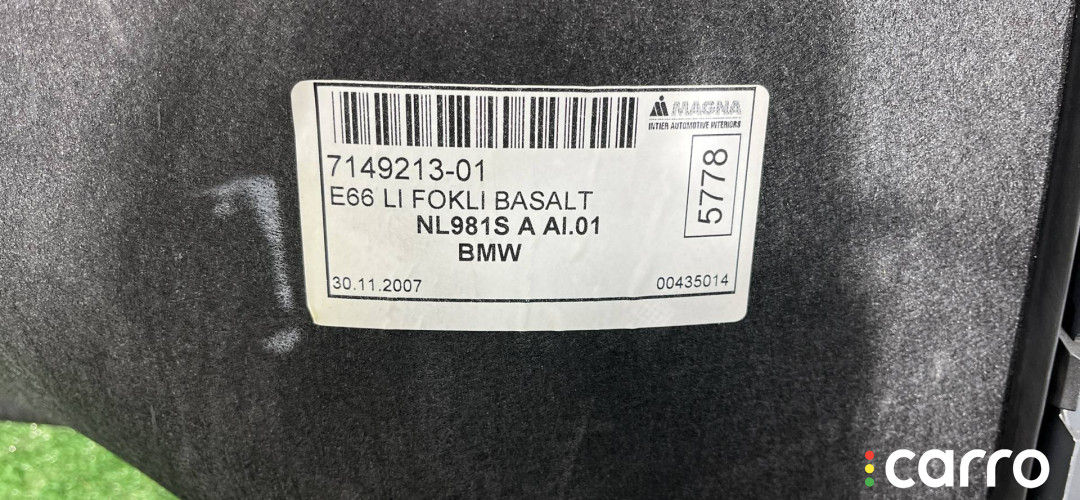 MAGNA
INTIER AUTOMOTIVE INTERIORS
7149213-01
E66 LI FOKLI BASALT
NL981S A AI.01
BMW
5778
30.11.2007
00435014
carro